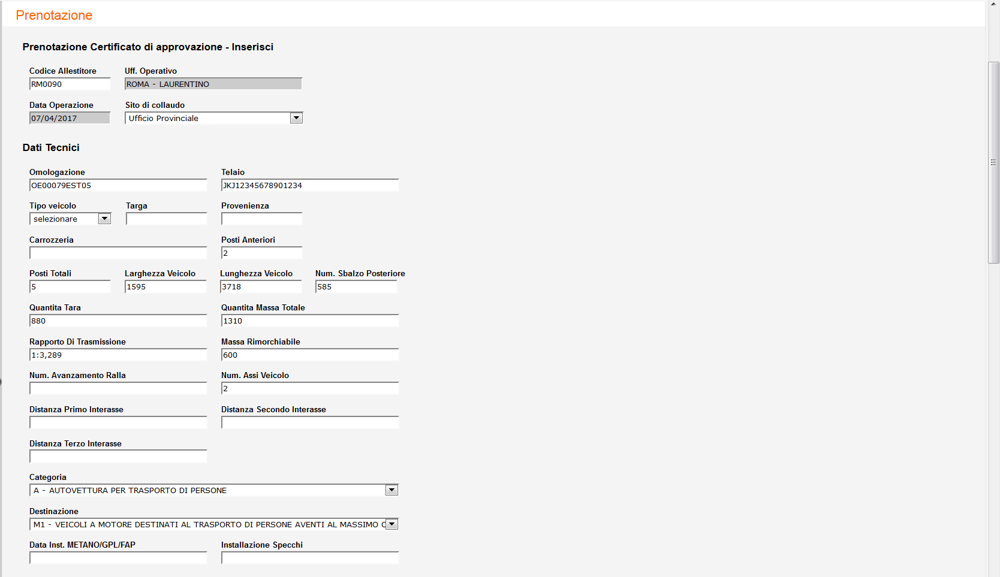 Prenotazione
Prenotazione Certificato di approvazione - Inserisci
Codice Allestitore Uff. Operativo
RM0090 ROMA - LAURENTINO
Data Operazione Sito di collaudo
07/04/2017 Ufficio Provinciale
Dati Tecnici
Omologazione Telaio
OE00079EST05 JKJ12345678901234
Tipo veicolo Targa Provenienza
selezionare
Carrozzeria Posti Anteriori
2
Posti Totali Larghezza Veicolo Lunghezza Veicolo Num. Sbalzo Posteriore
5 1595 3718 585
Quantita Tara Quantita Massa Totale
880 1310
Rapporto Di Trasmissione Massa Rimorchiabile
1:3,289 600
Num. Avanzamento Ralla Num. Assi Veicolo
2
Distanza Primo Interasse Distanza Secondo Interasse
Distanza Terzo Interasse
Categoria
A - AUTOVETTURA PER TRASPORTO DI PERSONE
Destinazione
M1 - VEICOLI A MOTORE DESTINATI AL TRASPORTO DI PERSONE AVENTI AL MASSIMO
Data Inst. METANO/GPL/FAP Installazione Specchi